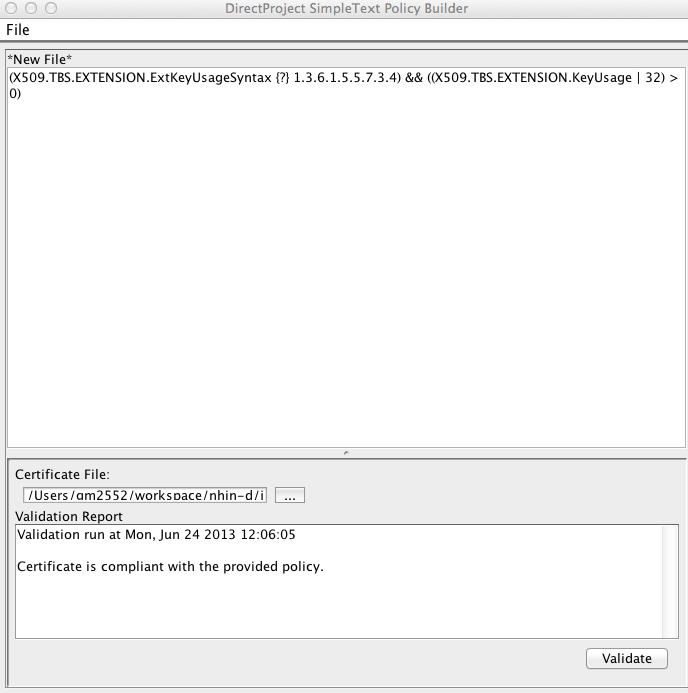 DirectProject SimpleText Policy Builder
File
*New File*
(X509.TBS.EXTENSION.ExtKeyUsageSyntax {?} 1.3.6.1.5.5.7.3.4) && ((X509.TBS.EXTENSION.KeyUsage | 32) >
0)
Certificate File:
/Users/gm2552/workspace/nhin-d/i
...
Validation Report
Validation run at Mon, Jun 24 2013 12:06:05
Certificate is compliant with the provided policy.
Validate